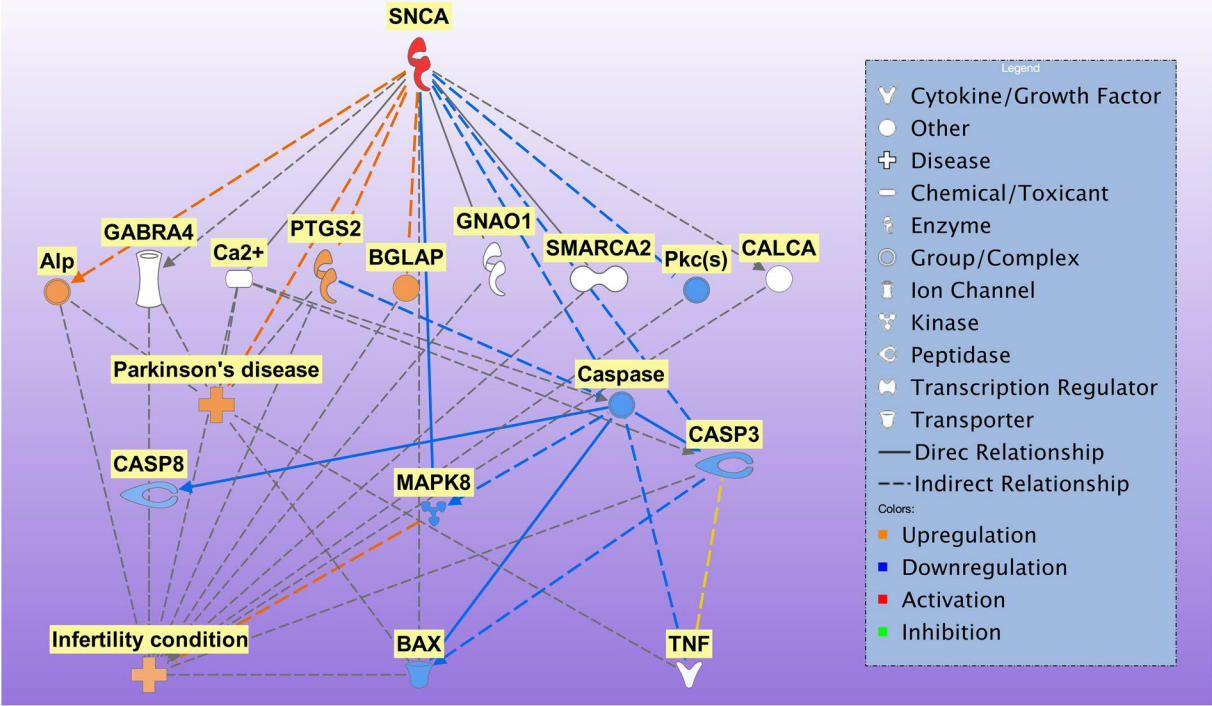 SNCA
GABRA4
Ca2+
PTGS2
BGLAP
GNAO1
SMARCA2
Pkc(s)
CALCA
Alp
Parkinson's disease
Caspase
CASP3
CASP8
MAPK8
Infertility condition
BAX
TNF
Legend
Cytokine/Growth Factor
Other
Disease
Chemical/Toxicant
Enzyme
Group/Complex
Ion Channel
Kinase
Peptidase
Transcription Regulator
Transporter
Direc Relationship
Indirect Relationship
Colors:
Upregulation
Downregulation
Activation
Inhibition